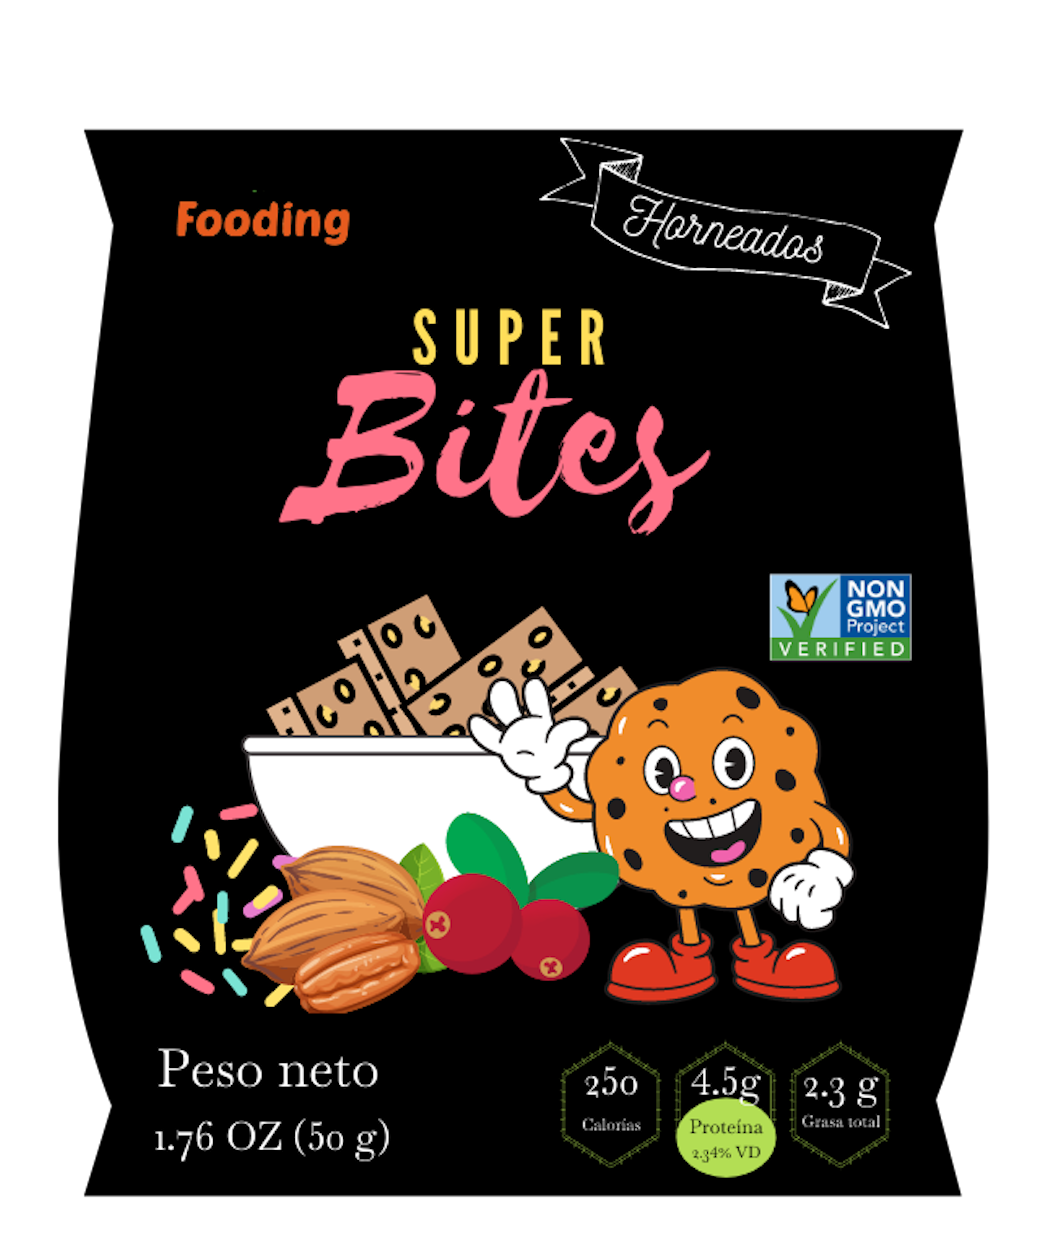 Fooding
Horneados
SUPER
Bites
NON
GMO
Project
VERIFIED
Peso neto
1.76 OZ (50 g)
250
Calorías
4.5g
Proteína
2.34% VD
2.3 g
Grasa total